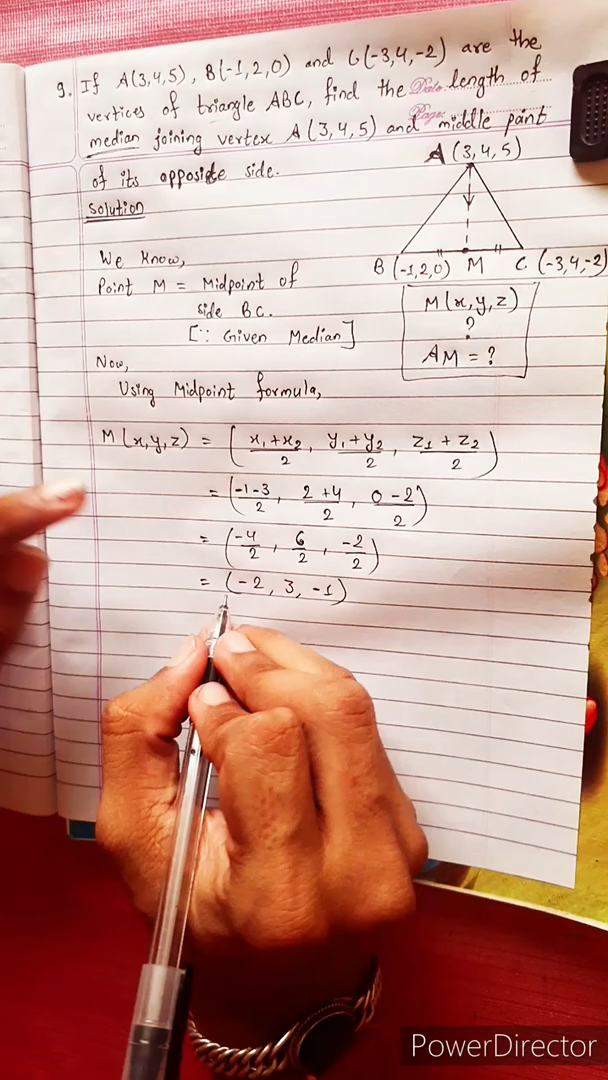 9. If A(3,4,5), B(-1,2,0) and C(-3,4,-2) are the
vertices of triangle ABC, find the length of
Date
median joining vertex A(3,4,5) and middle point
Page
of its opposite side.
Solution
A (3,4,5)
B (-1,2,0) M C (-3,4,-2)
We know,
Point M = Midpoint of
side BC.
[∵ Given Median]
M(x,y,z)
?
AM = ?
Now,
Using Midpoint formula,
M(x,y,z) = (x₁+x₂/2, y₁+y₂/2, z₁+z₂/2)
= (-1-3/2, 2+4/2, 0-2/2)
= (-4/2, 6/2, -2/2)
= (-2, 3, -1)
PowerDirector